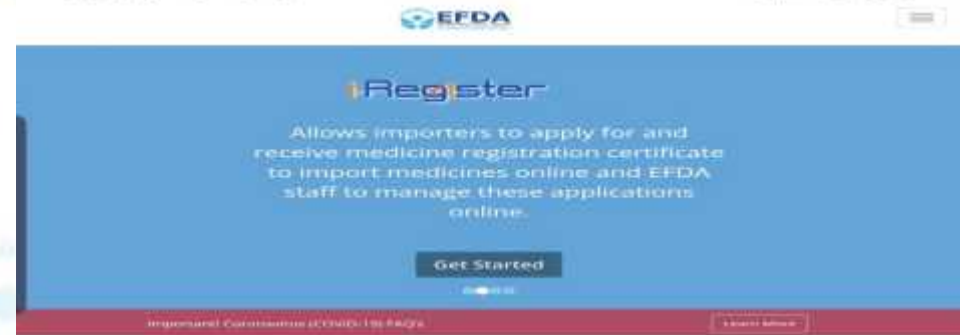 EFDA
iRegister
Allows importers to apply for and
receive medicine registration certificate
to import medicines online and EFDA
staff to manage these applications
online.
Get Started
Important! Coronavirus (COVID-19) FAQ's
Learn More